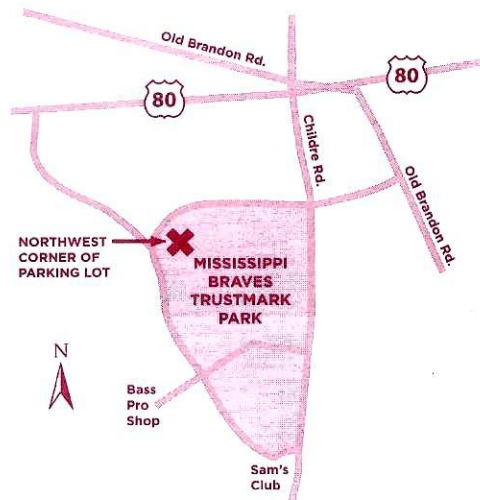 Old Brandon Rd.
80
80
Childre Rd.
Old Brandon Rd.
NORTHWEST
CORNER OF
PARKING LOT
MISSISSIPPI
BRAVES
TRUSTMARK
PARK
N
Bass
Pro
Shop
Sam's
Club